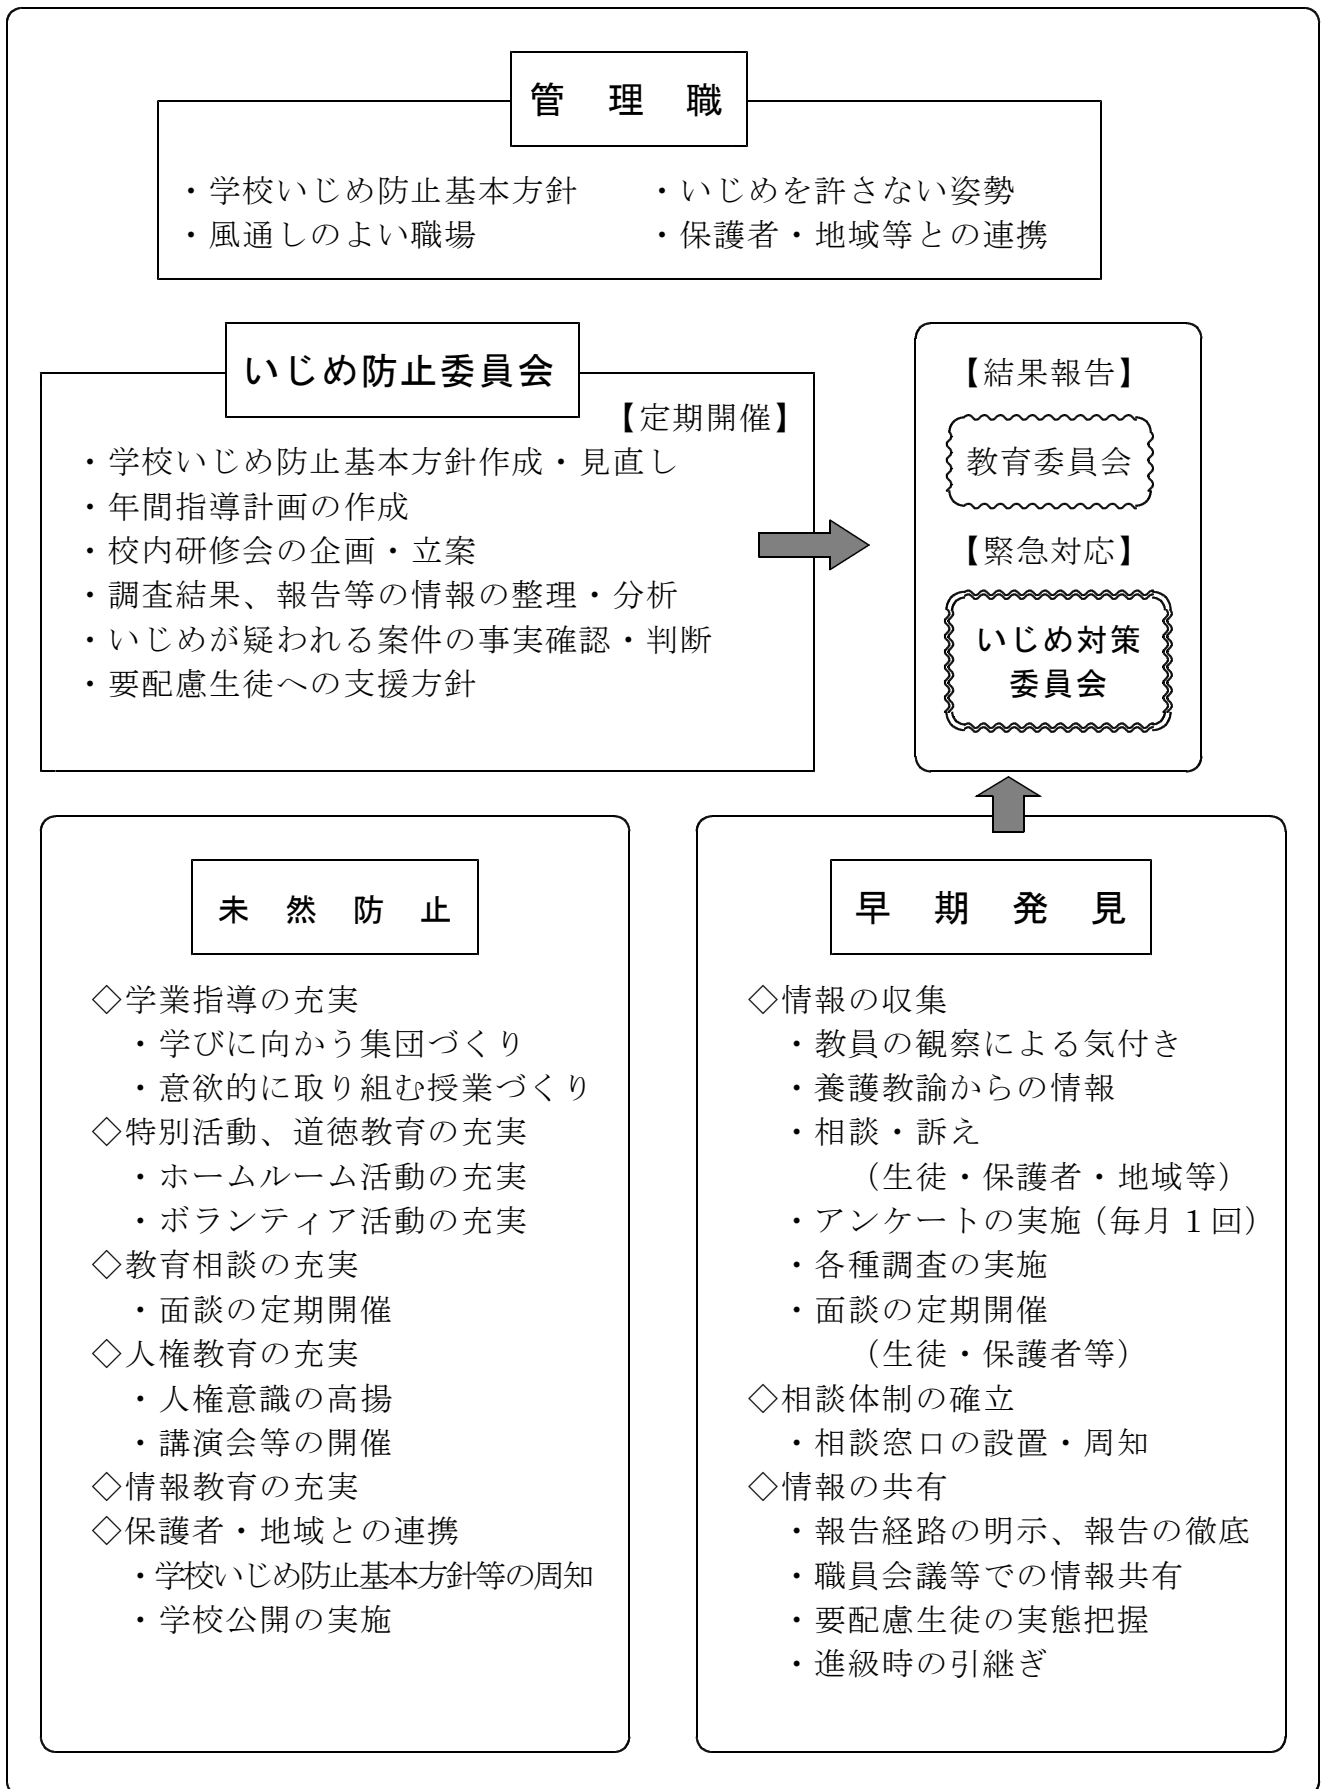 管　理　職
・学校いじめ防止基本方針　　・いじめを許さない姿勢
・風通しのよい職場　　・保護者・地域等との連携
いじめ防止委員会
【定期開催】
・学校いじめ防止基本方針作成・見直し
・年間指導計画の作成
・校内研修会の企画・立案
・調査結果、報告等の情報の整理・分析
・いじめが疑われる案件の事実確認・判断
・要配慮生徒への支援方針
【結果報告】
教育委員会
【緊急対応】
いじめ対策
委員会
未　然　防　止
◇学業指導の充実
・学びに向かう集団づくり
・意欲的に取り組む授業づくり
◇特別活動、道徳教育の充実
・ホームルーム活動の充実
・ボランティア活動の充実
◇教育相談の充実
・面談の定期開催
◇人権教育の充実
・人権意識の高揚
・講演会等の開催
◇情報教育の充実
◇保護者・地域との連携
・学校いじめ防止基本方針等の周知
・学校公開の実施
早　期　発　見
◇情報の収集
・教員の観察による気付き
・養護教諭からの情報
・相談・訴え
（生徒・保護者・地域等）
・アンケートの実施（毎月１回）
・各種調査の実施
・面談の定期開催
（生徒・保護者等）
◇相談体制の確立
・相談窓口の設置・周知
◇情報の共有
・報告経路の明示、報告の徹底
・職員会議等での情報共有
・要配慮生徒の実態把握
・進級時の引継ぎ